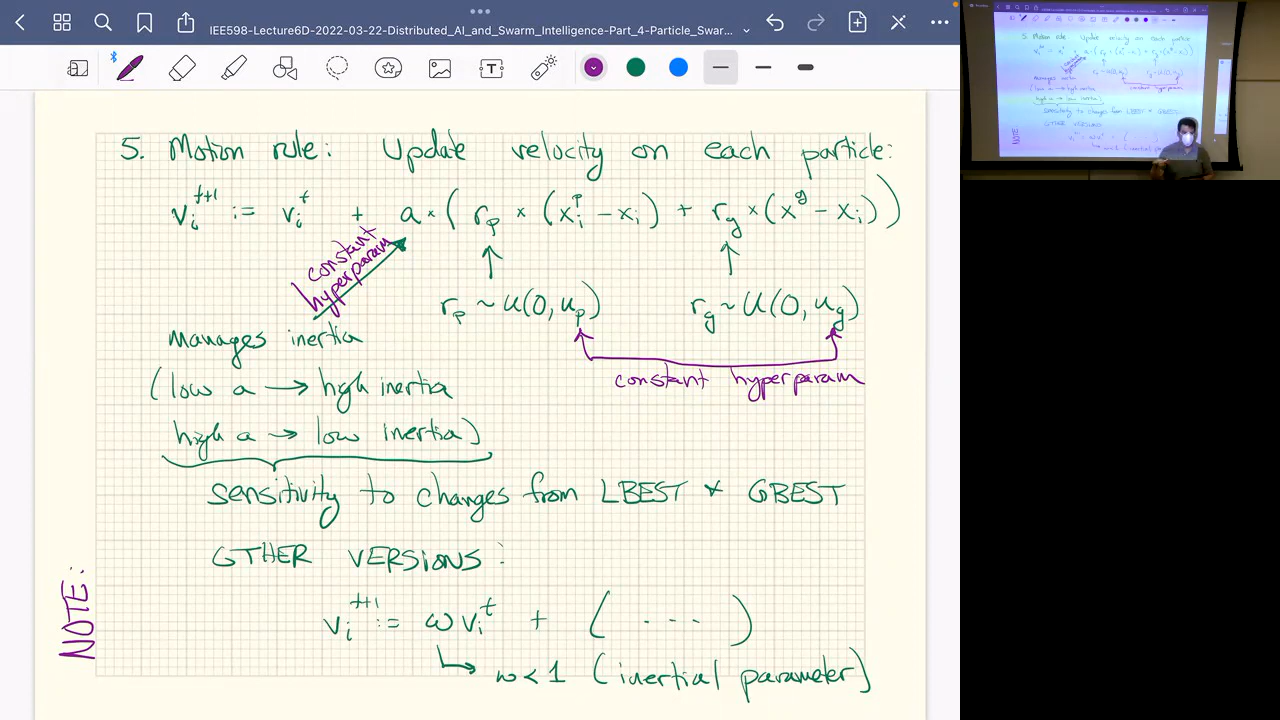 IEE598-Lecture6D-2022-03-22-Distributed_AI_and_Swarm_Intelligence-Part_4-Particle_Swar...
5. Motion rule: Update velocity on each particle:
v_i^{t+1} := v_i^t + a × ( r_p × (x_i^p - x_i) + r_g × (x^g - x_i) )
constant
hyperparam
r_p ~ U(0, u_p) r_g ~ U(0, u_g)
manages inertia
constant hyperparam
(low a → high inertia
high a → low inertia)
sensitivity to changes from LBEST & GBEST
OTHER VERSIONS:
NOTE:
v_i^{t+1} := ω v_i^t + ( ... )
ω < 1 (inertial parameter)